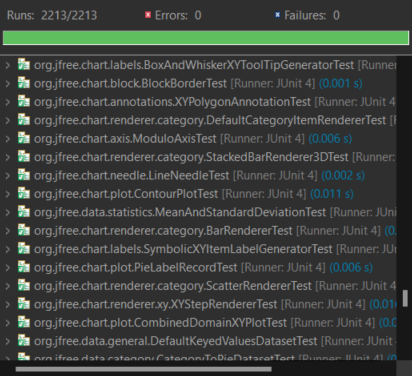 Runs: 2213/2213 Errors: 0 Failures: 0
org.jfree.chart.labels.BoxAndWhiskerXYToolTipGeneratorTest [Runner
org.jfree.chart.block.BlockBorderTest [Runner: JUnit 4] (0.001 s)
org.jfree.chart.annotations.XYPolygonAnnotationTest [Runner: JUnit
org.jfree.chart.renderer.category.DefaultCategoryItemRendererTest [
org.jfree.chart.axis.ModuloAxisTest [Runner: JUnit 4] (0.006 s)
org.jfree.chart.renderer.category.StackedBarRenderer3DTest [Runner
org.jfree.chart.needle.LineNeedleTest [Runner: JUnit 4] (0.002 s)
org.jfree.chart.plot.ContourPlotTest [Runner: JUnit 4] (0.011 s)
org.jfree.data.statistics.MeanAndStandardDeviationTest [Runner: JUni
org.jfree.chart.renderer.category.BarRendererTest [Runner: JUnit 4] (0.
org.jfree.chart.labels.SymbolicXYItemLabelGeneratorTest [Runner: JU
org.jfree.chart.plot.PieLabelRecordTest [Runner: JUnit 4] (0.006 s)
org.jfree.chart.renderer.category.ScatterRendererTest [Runner: JUnit
org.jfree.chart.renderer.xy.XYStepRendererTest [Runner: JUnit 4] (0.01
org.jfree.chart.plot.CombinedDomainXYPlotTest [Runner: JUnit 4] (0.0
org.jfree.data.general.DefaultKeyedValuesDatasetTest [Runner: JUnit
org.jfree.data.category.CategoryToPieDatasetTest [Runner: JUnit 4] (0